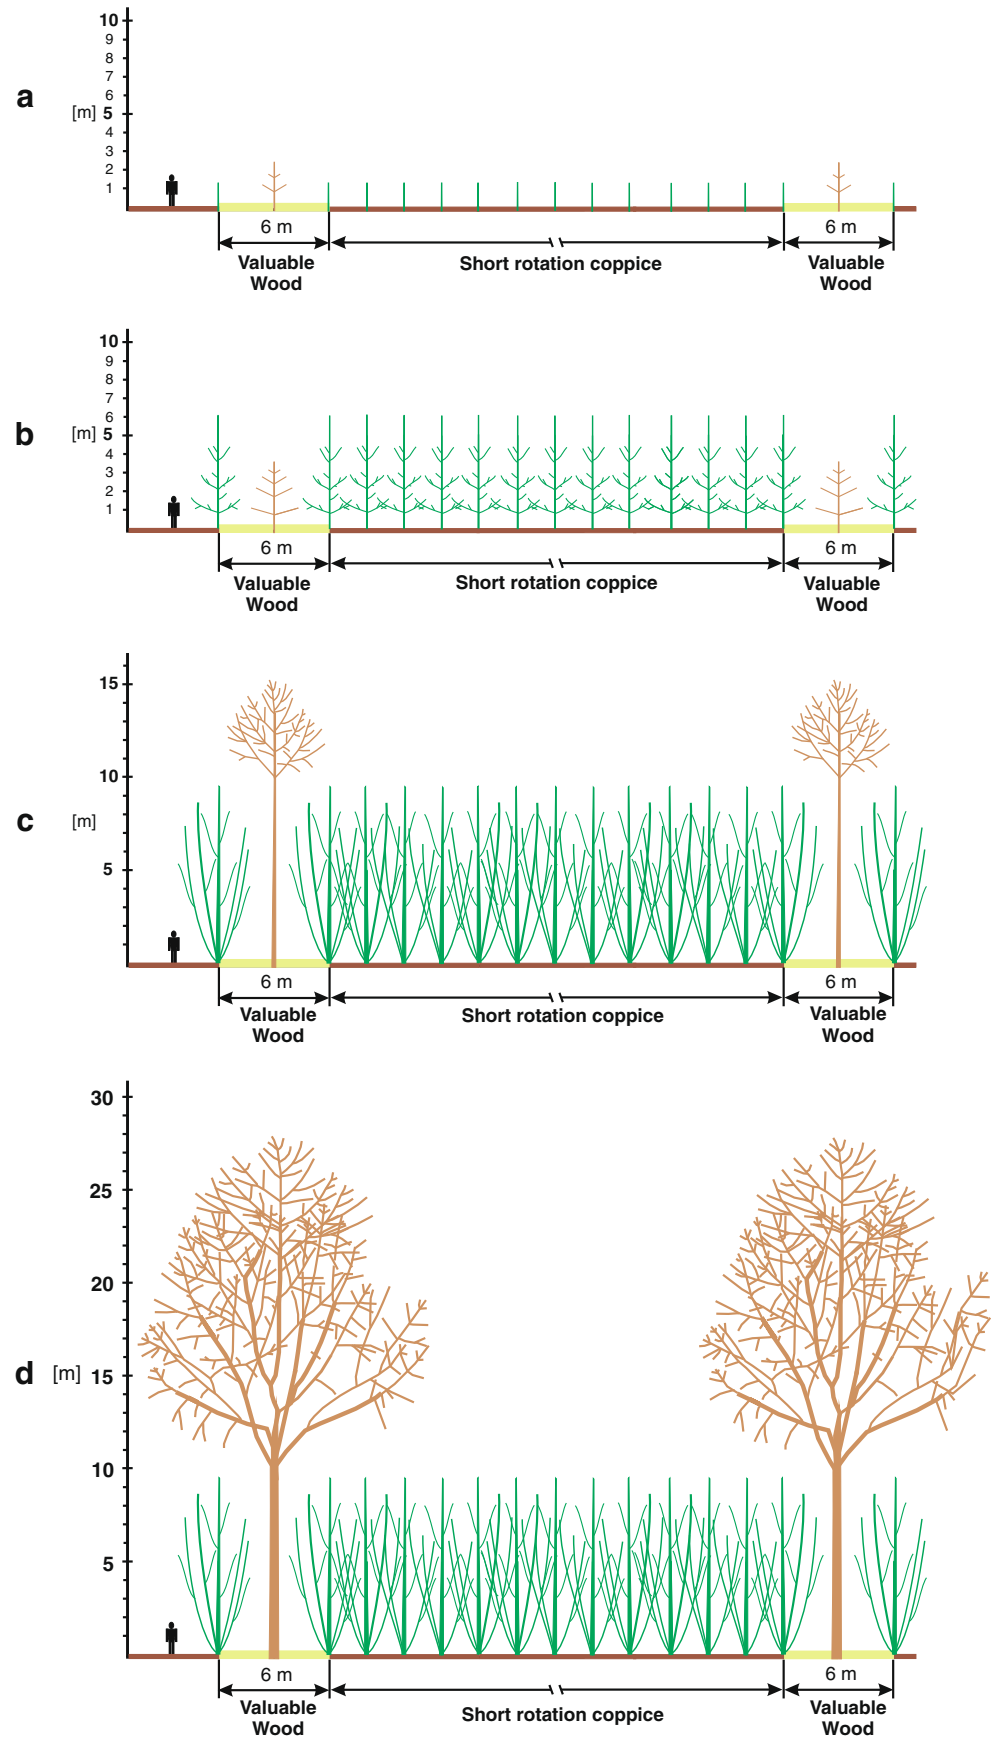 10
9
8
7
6
a
[m] 5
4
3
2
1
6 m
6 m
Valuable
Wood
Short rotation coppice
Valuable
Wood
10
9
8
7
6
b
[m] 5
4
3
2
1
6 m
6 m
Valuable
Wood
Short rotation coppice
Valuable
Wood
15
10
c
[m]
5
6 m
6 m
Valuable
Wood
Short rotation coppice
Valuable
Wood
30
25
20
d
[m]
15
10
5
6 m
6 m
Valuable
Wood
Short rotation coppice
Valuable
Wood